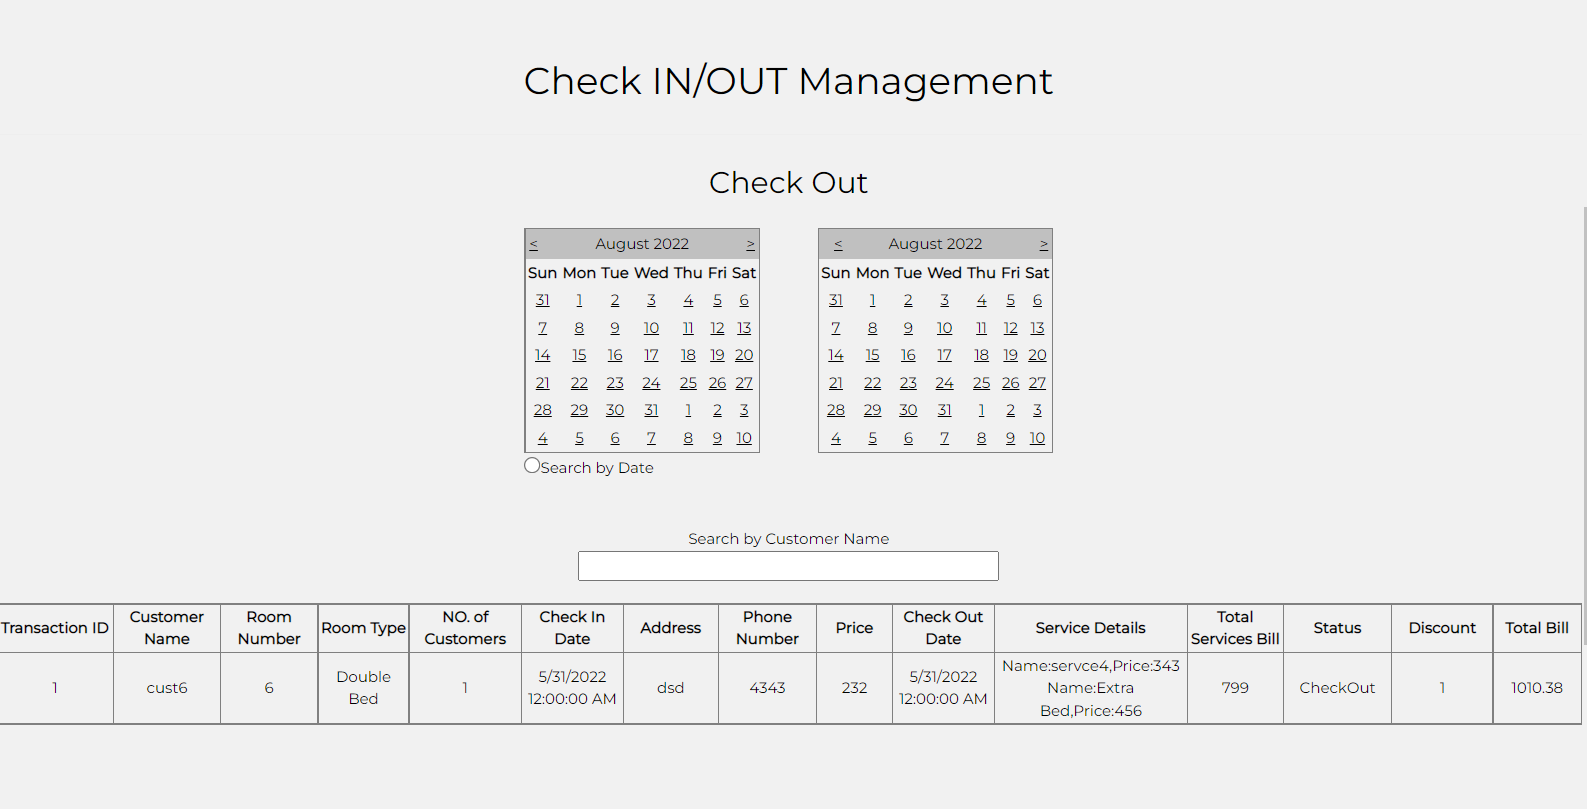 Check IN/OUT Management
Check Out
< August 2022 > < August 2022 >
Sun Mon Tue Wed Thu Fri Sat Sun Mon Tue Wed Thu Fri Sat
31 1 2 3 4 5 6 31 1 2 3 4 5 6
7 8 9 10 11 12 13 7 8 9 10 11 12 13
14 15 16 17 18 19 20 14 15 16 17 18 19 20
21 22 23 24 25 26 27 21 22 23 24 25 26 27
28 29 30 31 1 2 3 28 29 30 31 1 2 3
4 5 6 7 8 9 10 4 5 6 7 8 9 10
Search by Date
Search by Customer Name
Transaction ID
Customer
Name
Room
Number
Room Type
NO. of
Customers
Check In
Date
Address
Phone
Number
Price
Check Out
Date
Service Details
Total
Services Bill
Status
Discount
Total Bill
1
cust6
6
Double
Bed
1
5/31/2022
12:00:00 AM
dsd
4343
232
5/31/2022
12:00:00 AM
Name:servce4,Price:343
Name:Extra
Bed,Price:456
799
CheckOut
1
1010.38